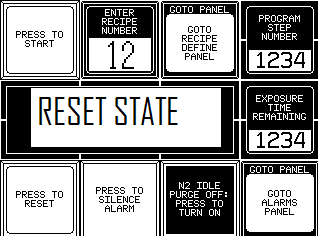 PRESS TO
START
ENTER
RECIPE
NUMBER
12
GOTO PANEL
GOTO
RECIPE
DEFINE
PANEL
PROGRAM
STEP
NUMBER
1234
RESET STATE
EXPOSURE
TIME
REMAINING
1234
PRESS TO
RESET
PRESS TO
SILENCE
ALARM
N2 IDLE
PURGE OFF:
PRESS TO
TURN ON
GOTO PANEL
GOTO
ALARMS
PANEL